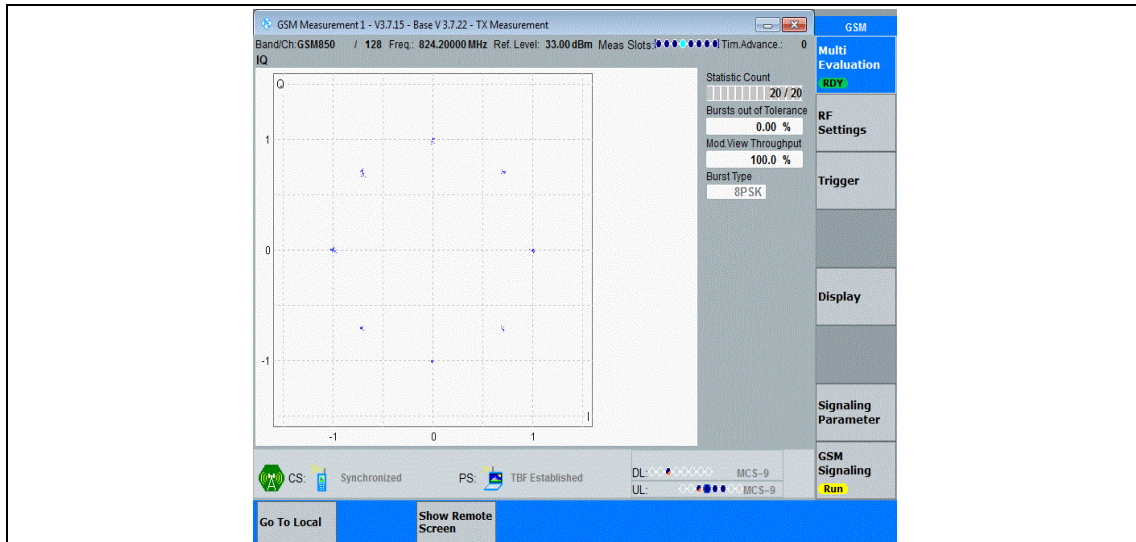 GSM Measurement 1 - V3.7.15 - Base V 3.7.22 - TX Measurement
GSM
Band/Ch: GSM850 / 128 Freq.: 824.20000 MHz Ref. Level: 33.00 dBm Meas Slots: Tim.Advance.: 0
IQ
Multi
Evaluation
RDY
Q
1
0
-1
I
-1 0 1
Statistic Count
20 / 20
Bursts out of Tolerance
0.00 %
Mod.View Throughput
100.0 %
Burst Type
8PSK
RF
Settings
Trigger
Display
Signaling
Parameter
GSM
Signaling
Run
CS: Synchronized PS: TBF Established
DL: MCS-9
UL: MCS-9
Go To Local
Show Remote
Screen